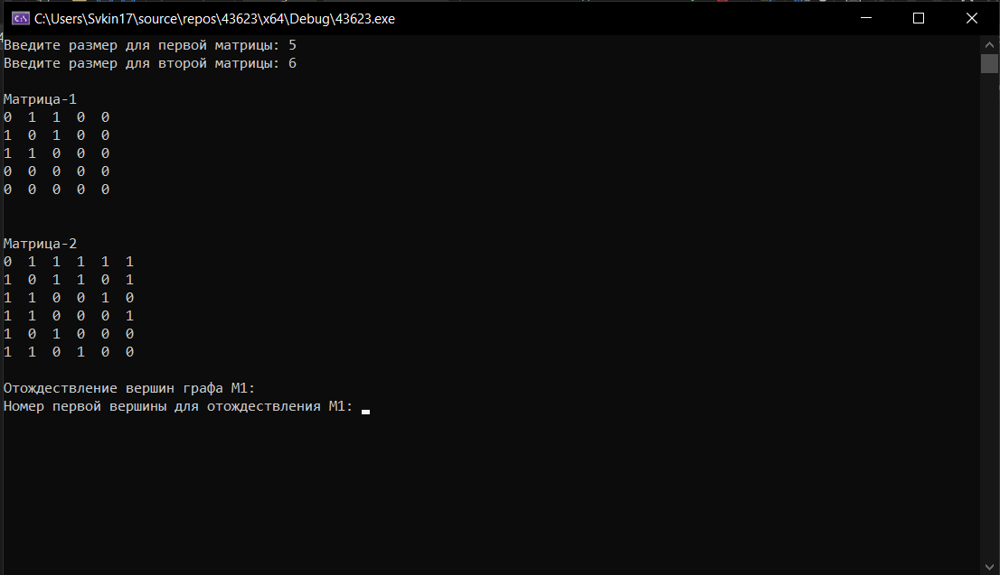 C:\Users\Svkin17\source\repos\43623\x64\Debug\43623.exe
Введите размер для первой матрицы: 5
Введите размер для второй матрицы: 6
Матрица-1
0 1 1 0 0
1 0 1 0 0
1 1 0 0 0
0 0 0 0 0
0 0 0 0 0
Матрица-2
0 1 1 1 1 1
1 0 1 1 0 1
1 1 0 0 1 0
1 1 0 0 0 1
1 0 1 0 0 0
1 1 0 1 0 0
Отождествление вершин графа М1:
Номер первой вершины для отождествления М1: